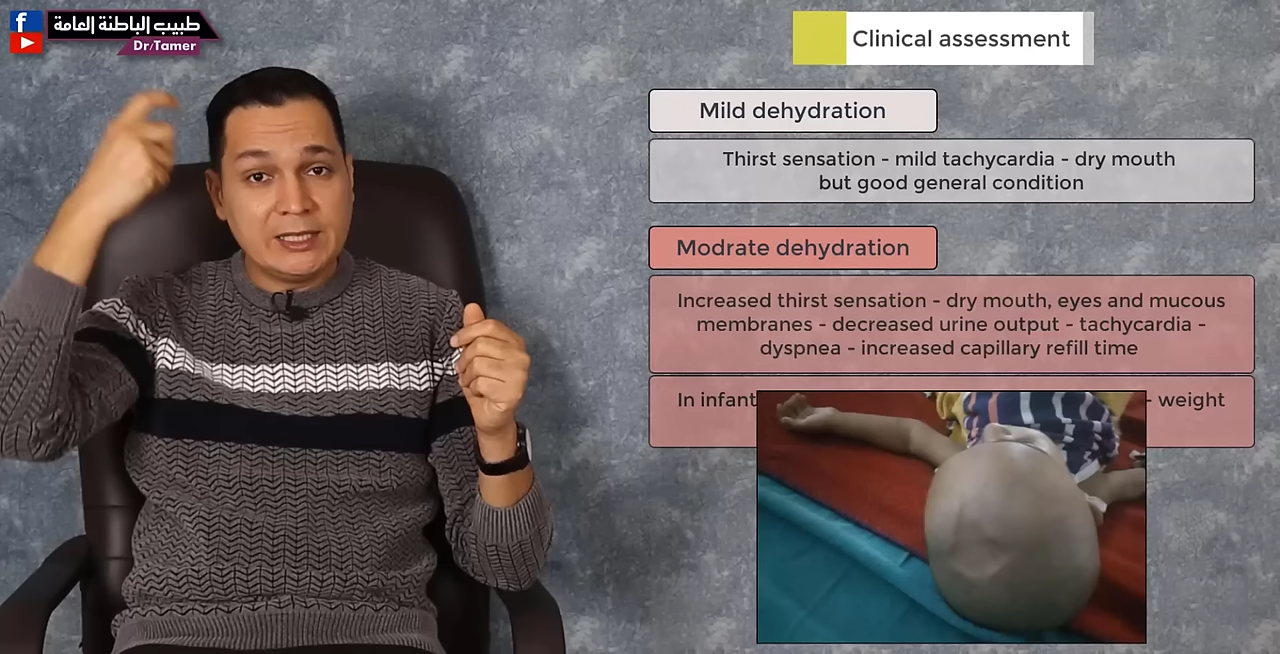 f
طبيب الباطنة العامة
Dr/Tamer
Clinical assessment
Mild dehydration
Thirst sensation - mild tachycardia - dry mouth
but good general condition
Modrate dehydration
Increased thirst sensation - dry mouth, eyes and mucous
membranes - decreased urine output - tachycardia -
dyspnea - increased capillary refill time
In infant - weight